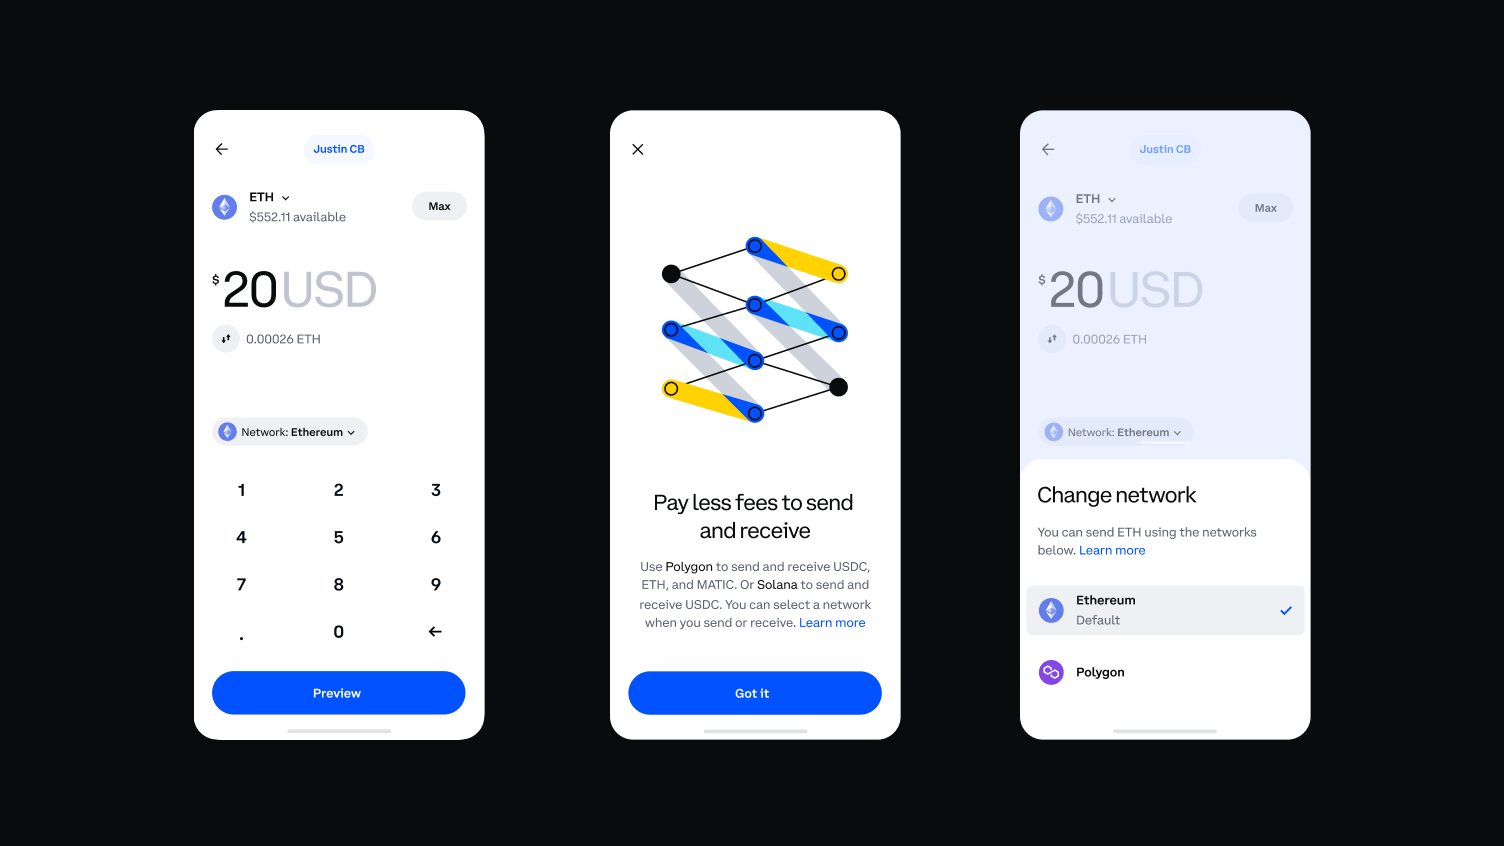 Justin CB
ETH
$552.11 available
Max
$ 20 USD
0.00026 ETH
Network: Ethereum
1 2 3
4 5 6
7 8 9
. 0
Preview
Pay less fees to send
and receive
Use Polygon to send and receive USDC,
ETH, and MATIC. Or Solana to send and
receive USDC. You can select a network
when you send or receive. Learn more
Got it
Justin CB
ETH
$552.11 available
Max
$ 20 USD
0.00026 ETH
Network: Ethereum
Change network
You can send ETH using the networks
below. Learn more
Ethereum
Default
Polygon